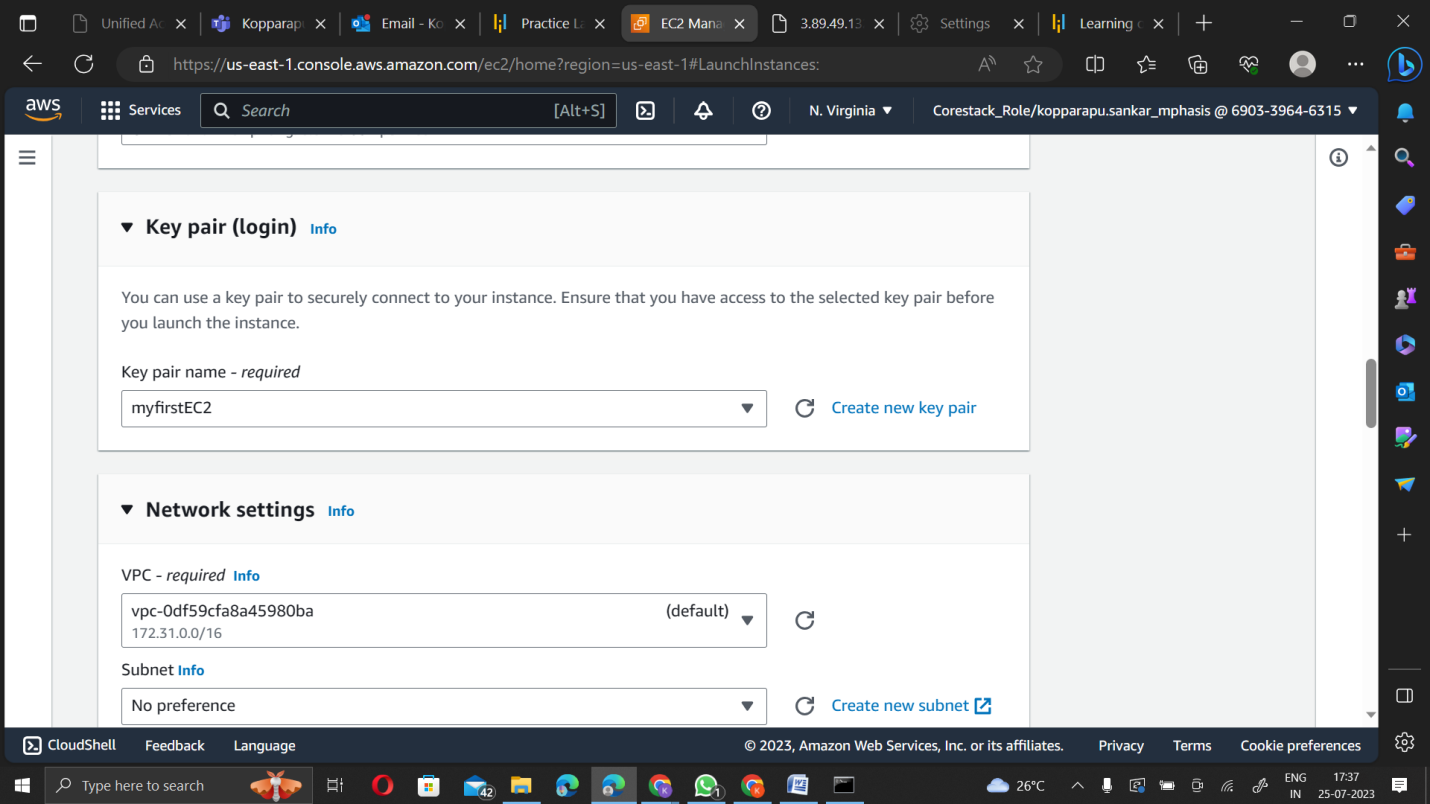 Unified Ac
Kopparap
Email - Ko
Practice La
EC2 Mana
3.89.49.13
Settings
Learning c
https://us-east-1.console.aws.amazon.com/ec2/home?region=us-east-1#LaunchInstances:
aws
Services
Search
[Alt+S]
N. Virginia
Corestack_Role/kopparapu.sankar_mphasis @ 6903-3964-6315
Key pair (login) Info
You can use a key pair to securely connect to your instance. Ensure that you have access to the selected key pair before
you launch the instance.
Key pair name - required
myfirstEC2
Create new key pair
Network settings Info
VPC - required Info
vpc-0df59cfa8a45980ba (default)
172.31.0.0/16
Subnet Info
No preference
Create new subnet
CloudShell Feedback Language © 2023, Amazon Web Services, Inc. or its affiliates. Privacy Terms Cookie preferences
Type here to search
42
1
26°C
ENG
IN
17:37
25-07-2023